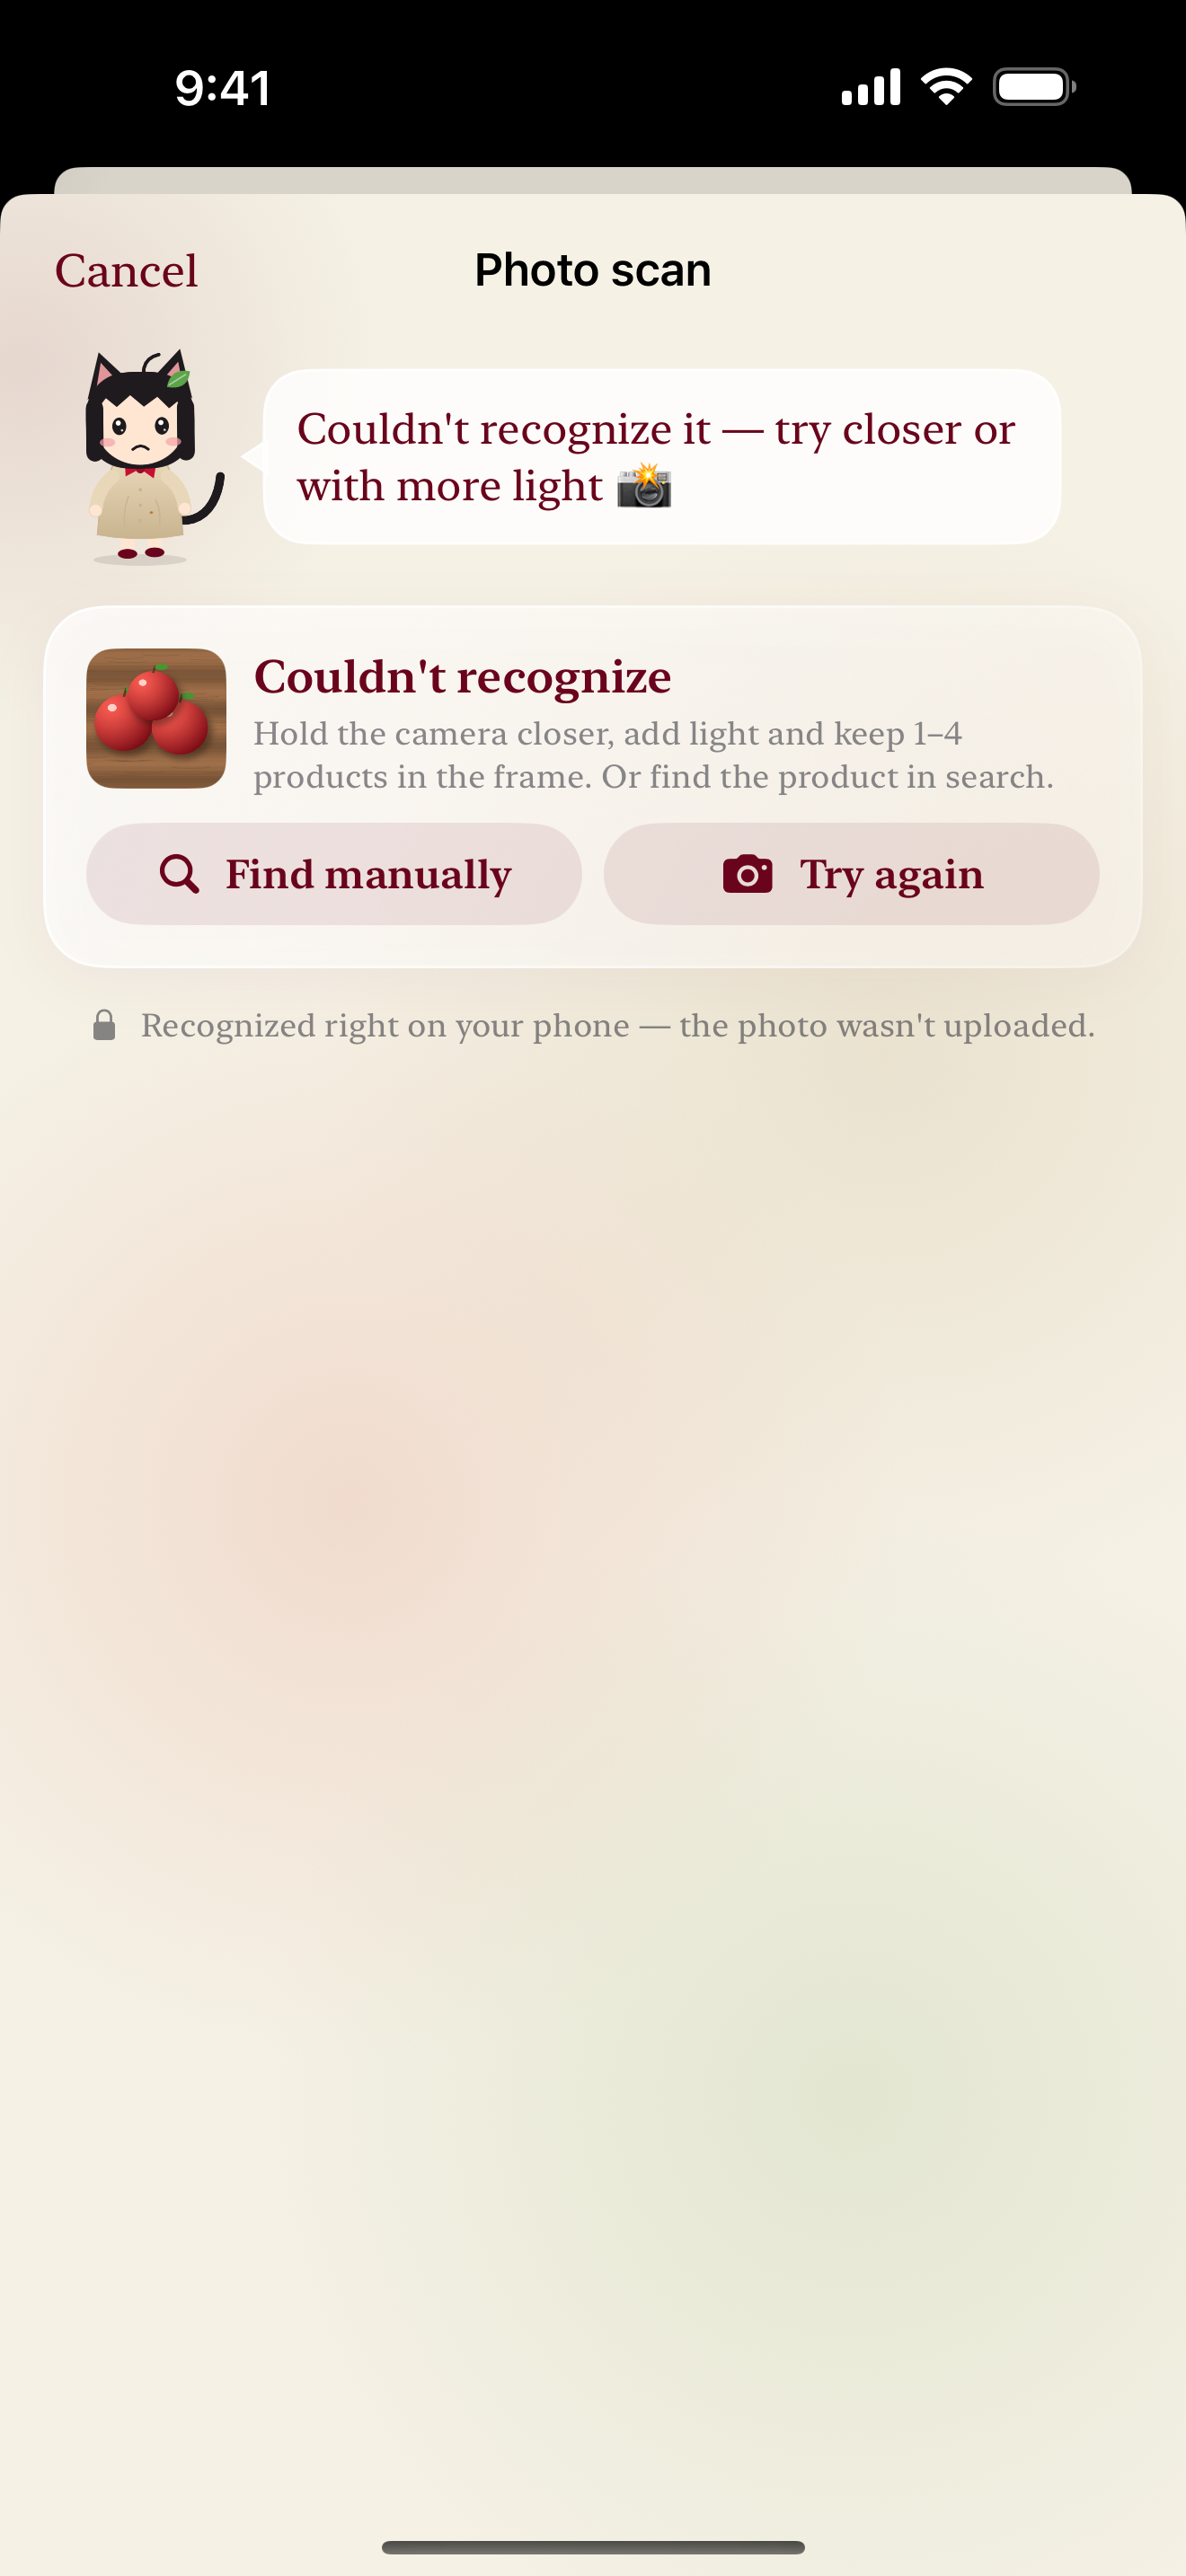 9:41
Cancel
Photo scan
Couldn't recognize it — try closer or
with more light 📸
Couldn't recognize
Hold the camera closer, add light and keep 1–4
products in the frame. Or find the product in search.
Find manually
Try again
Recognized right on your phone — the photo wasn't uploaded.